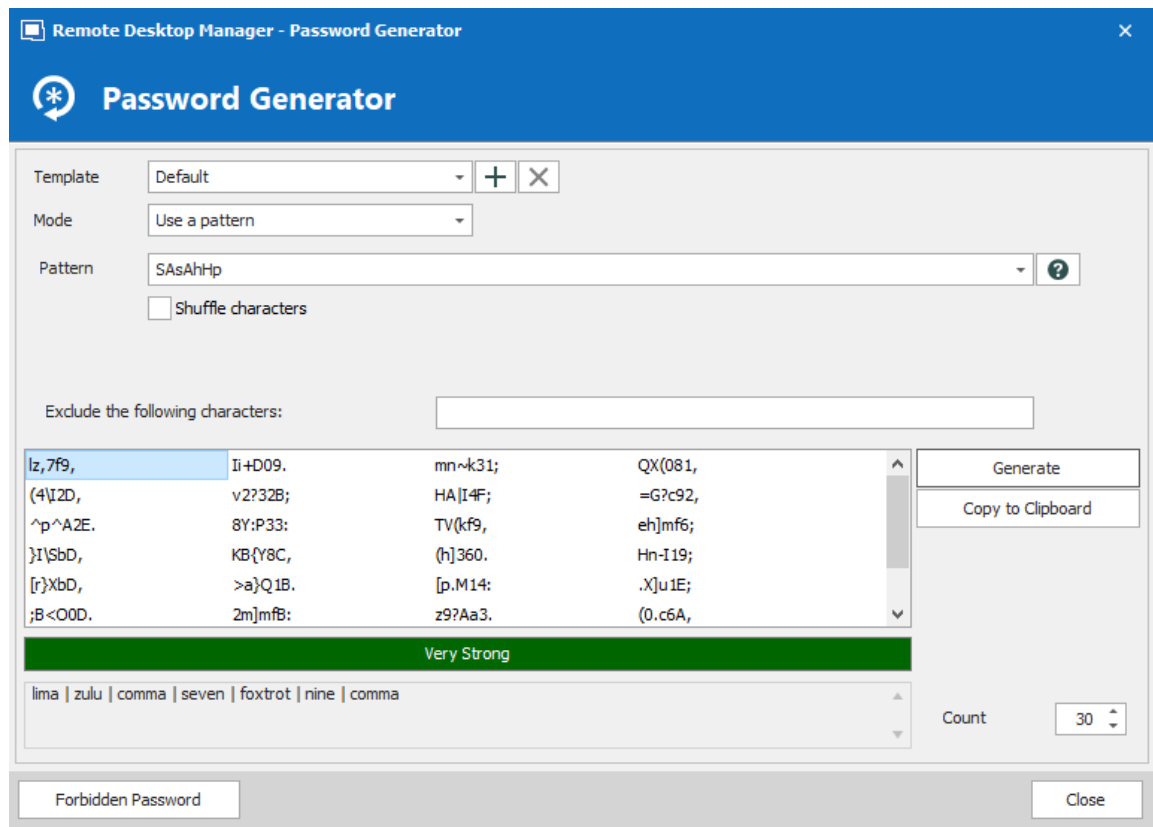 Remote Desktop Manager - Password Generator
Password Generator
Template Default
Mode Use a pattern
Pattern SAsAhHp
Shuffle characters
Exclude the following characters:
lz,7f9, Ii+D09. mn~k31; QX(081,
(4\I2D, v2?32B; HA|I4F; =G?c92,
^p^A2E. 8Y:P33: TV(kf9, eh]mf6;
}I\SbD, KB{Y8C, (h]360. Hn-I19;
[r}XbD, >a}Q1B. [p.M14: .X]u1E;
;B<O0D. 2m]mfB: z9?Aa3. (0.c6A,
Generate
Copy to Clipboard
Very Strong
lima | zulu | comma | seven | foxtrot | nine | comma
Count 30
Forbidden Password Close